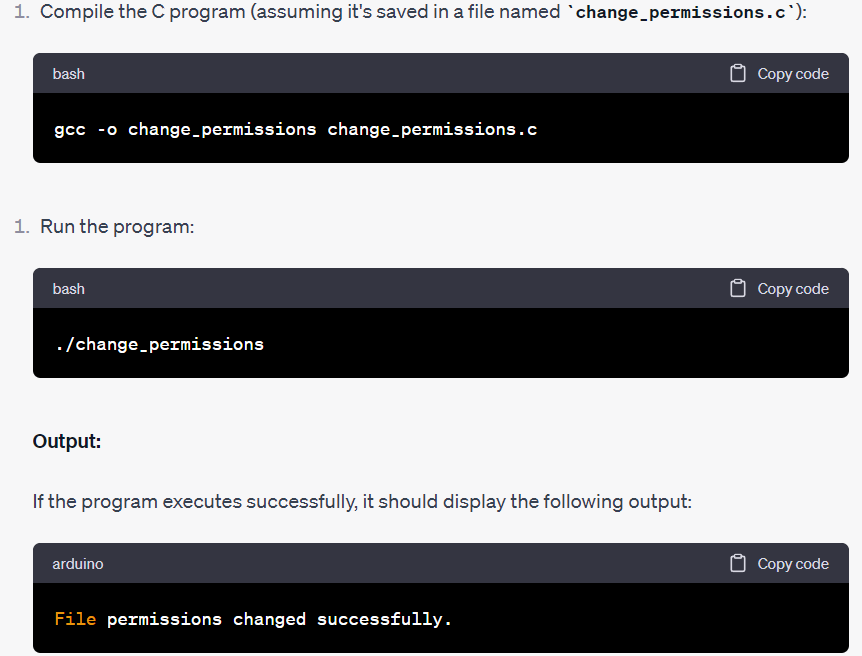 1. Compile the C program (assuming it's saved in a file named `change_permissions.c`):
bash Copy code
gcc -o change_permissions change_permissions.c
1. Run the program:
bash Copy code
./change_permissions
Output:
If the program executes successfully, it should display the following output:
arduino Copy code
File permissions changed successfully.